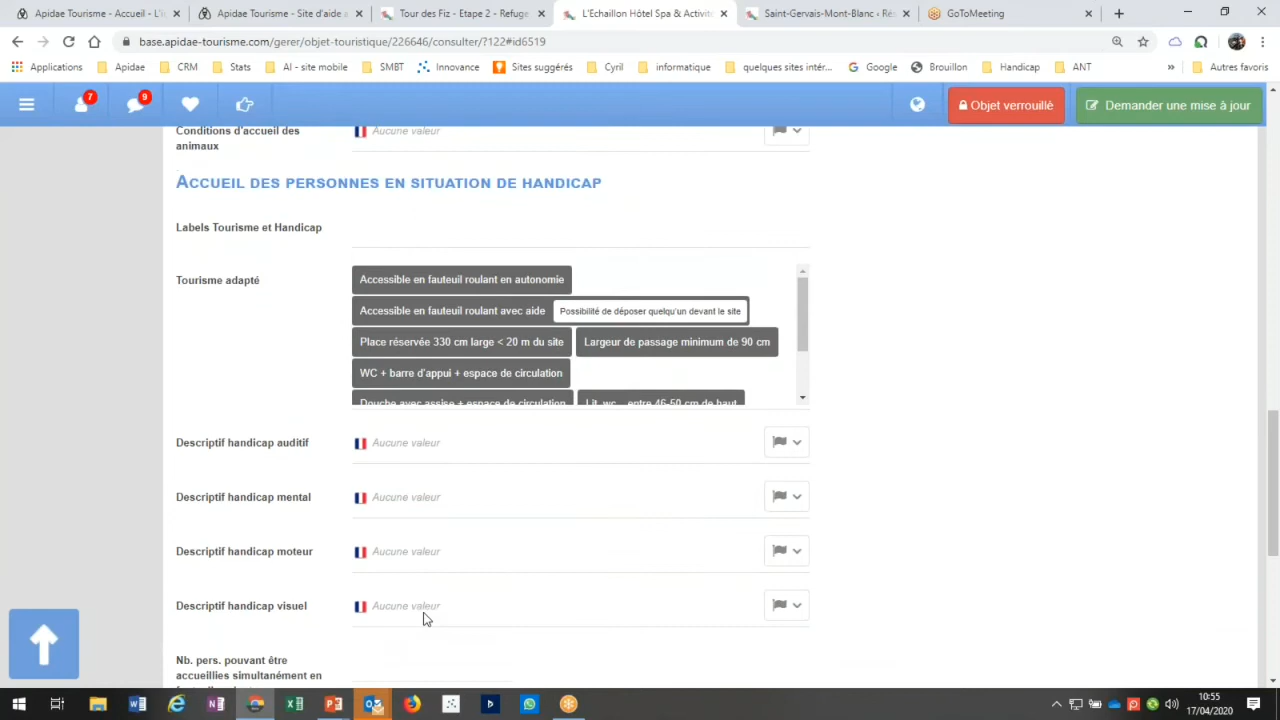 Apidae Tourisme - Accueil - L'I
Apidae Tourisme - Site d'aide a
Tour des Fiz - Etape 2 - Refuge
L'Echaillon Hôtel Spa & Activité
Saint-Gervais-Mont-Blanc - Rés
GoToMeeting
base.apidae-tourisme.com/gerer/objet-touristique/226646/consulter/?122#id6519
Applications
Apidae
CRM
Stats
AI - site mobile
SMBT
Innovance
Sites suggérés
Cyril
informatique
quelques sites intér...
Google
Brouillon
Handicap
ANT
»
Autres favoris
7
9
Objet verrouillé
Demander une mise à jour
Conditions d'accueil des
animaux
Aucune valeur
ACCUEIL DES PERSONNES EN SITUATION DE HANDICAP
Labels Tourisme et Handicap
Tourisme adapté
Accessible en fauteuil roulant en autonomie
Accessible en fauteuil roulant avec aide
Possibilité de déposer quelqu'un devant le site
Place réservée 330 cm large < 20 m du site
Largeur de passage minimum de 90 cm
WC + barre d'appui + espace de circulation
Douche avec assise + espace de circulation
Descriptif handicap auditif
Aucune valeur
Descriptif handicap mental
Aucune valeur
Descriptif handicap moteur
Aucune valeur
Descriptif handicap visuel
Aucune valeur
Nb. pers. pouvant être
accueillies simultanément en
10:55
17/04/2020